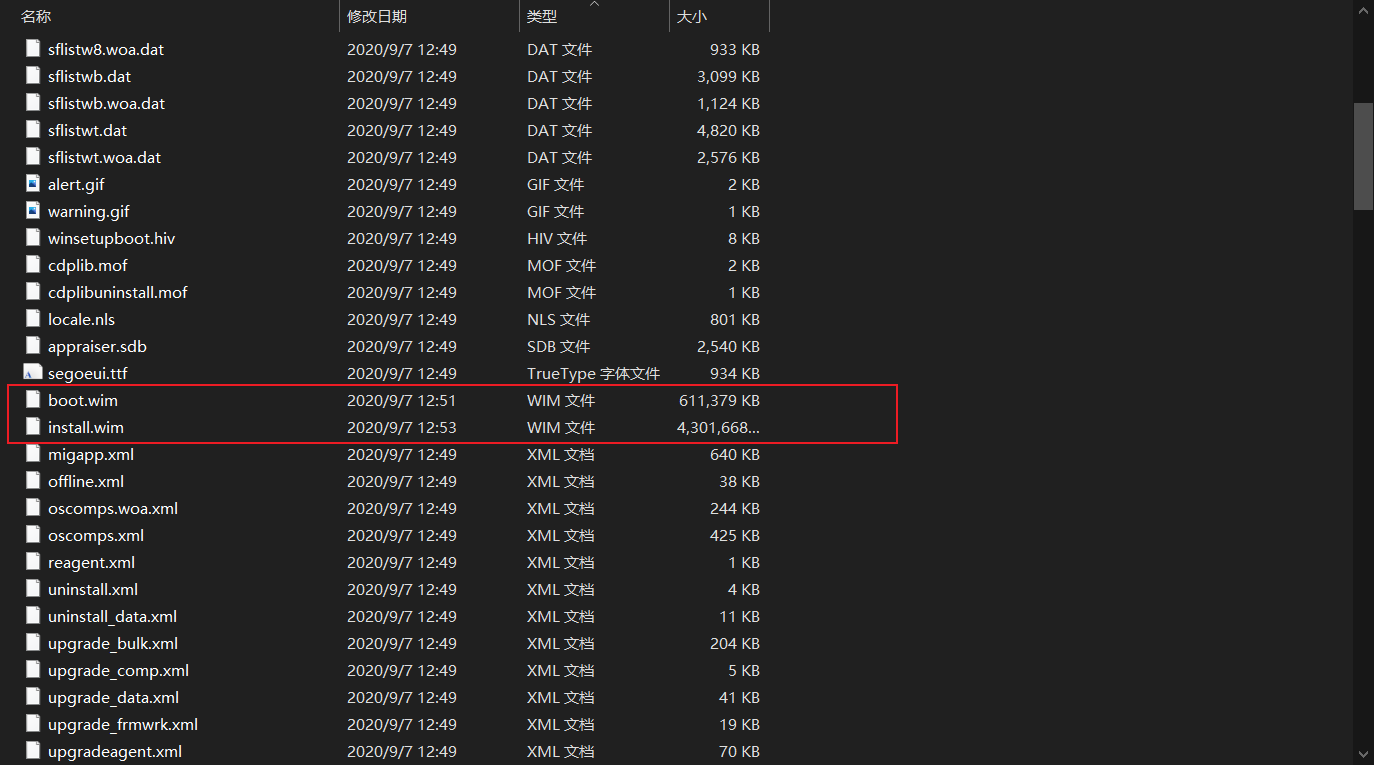 名称 修改日期 类型 大小
sflistw8.woa.dat 2020/9/7 12:49 DAT 文件 933 KB
sflistwb.dat 2020/9/7 12:49 DAT 文件 3,099 KB
sflistwb.woa.dat 2020/9/7 12:49 DAT 文件 1,124 KB
sflistwt.dat 2020/9/7 12:49 DAT 文件 4,820 KB
sflistwt.woa.dat 2020/9/7 12:49 DAT 文件 2,576 KB
alert.gif 2020/9/7 12:49 GIF 文件 2 KB
warning.gif 2020/9/7 12:49 GIF 文件 1 KB
winsetupboot.hiv 2020/9/7 12:49 HIV 文件 8 KB
cdplib.mof 2020/9/7 12:49 MOF 文件 2 KB
cdplibuninstall.mof 2020/9/7 12:49 MOF 文件 1 KB
locale.nls 2020/9/7 12:49 NLS 文件 801 KB
appraiser.sdb 2020/9/7 12:49 SDB 文件 2,540 KB
segoeui.ttf 2020/9/7 12:49 TrueType 字体文件 934 KB
boot.wim 2020/9/7 12:51 WIM 文件 611,379 KB
install.wim 2020/9/7 12:53 WIM 文件 4,301,668...
migapp.xml 2020/9/7 12:49 XML 文档 640 KB
offline.xml 2020/9/7 12:49 XML 文档 38 KB
oscomps.woa.xml 2020/9/7 12:49 XML 文档 244 KB
oscomps.xml 2020/9/7 12:49 XML 文档 425 KB
reagent.xml 2020/9/7 12:49 XML 文档 1 KB
uninstall.xml 2020/9/7 12:49 XML 文档 4 KB
uninstall_data.xml 2020/9/7 12:49 XML 文档 11 KB
upgrade_bulk.xml 2020/9/7 12:49 XML 文档 204 KB
upgrade_comp.xml 2020/9/7 12:49 XML 文档 5 KB
upgrade_data.xml 2020/9/7 12:49 XML 文档 41 KB
upgrade_frmwrk.xml 2020/9/7 12:49 XML 文档 19 KB
upgradeagent.xml 2020/9/7 12:49 XML 文档 70 KB